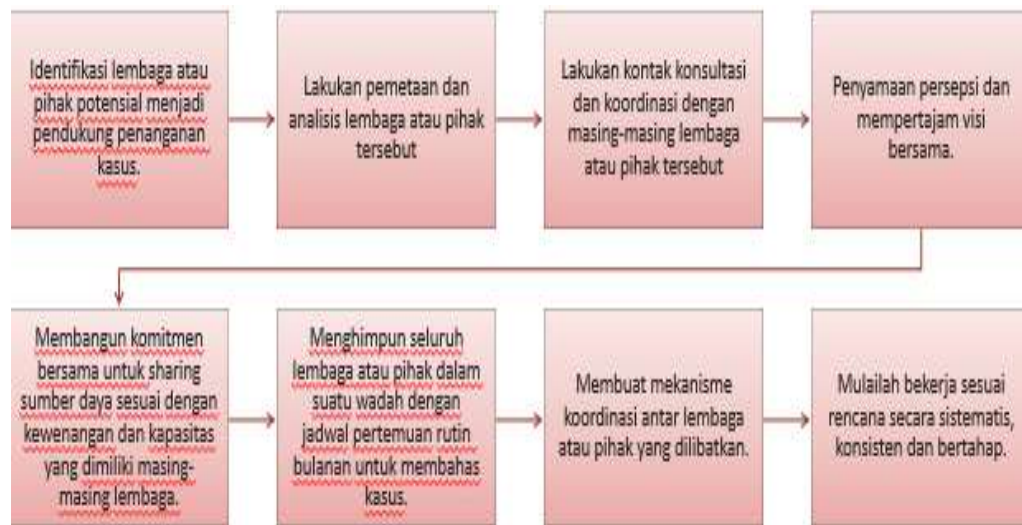 Identifikasi lembaga atau
pihak potensial menjadi
pendukung penanganan
kasus.
Lakukan pemetaan dan
analisis lembaga atau pihak
tersebut
Lakukan kontak konsultasi
dan koordinasi dengan
masing-masing lembaga
atau pihak tersebut
Penyamaan persepsi dan
mempertajam visi
bersama.
Membangun komitmen
bersama untuk sharing
sumber daya sesuai dengan
kewenangan dan kapasitas
yang dimiliki masing-
masing lembaga.
Menghimpun seluruh
lembaga atau pihak dalam
suatu wadah dengan
jadwal pertemuan rutin
bulanan untuk membahas
kasus.
Membuat mekanisme
koordinasi antar lembaga
atau pihak yang dilibatkan.
Mulailah bekerja sesuai
rencana secara sistematis,
konsisten dan bertahap.